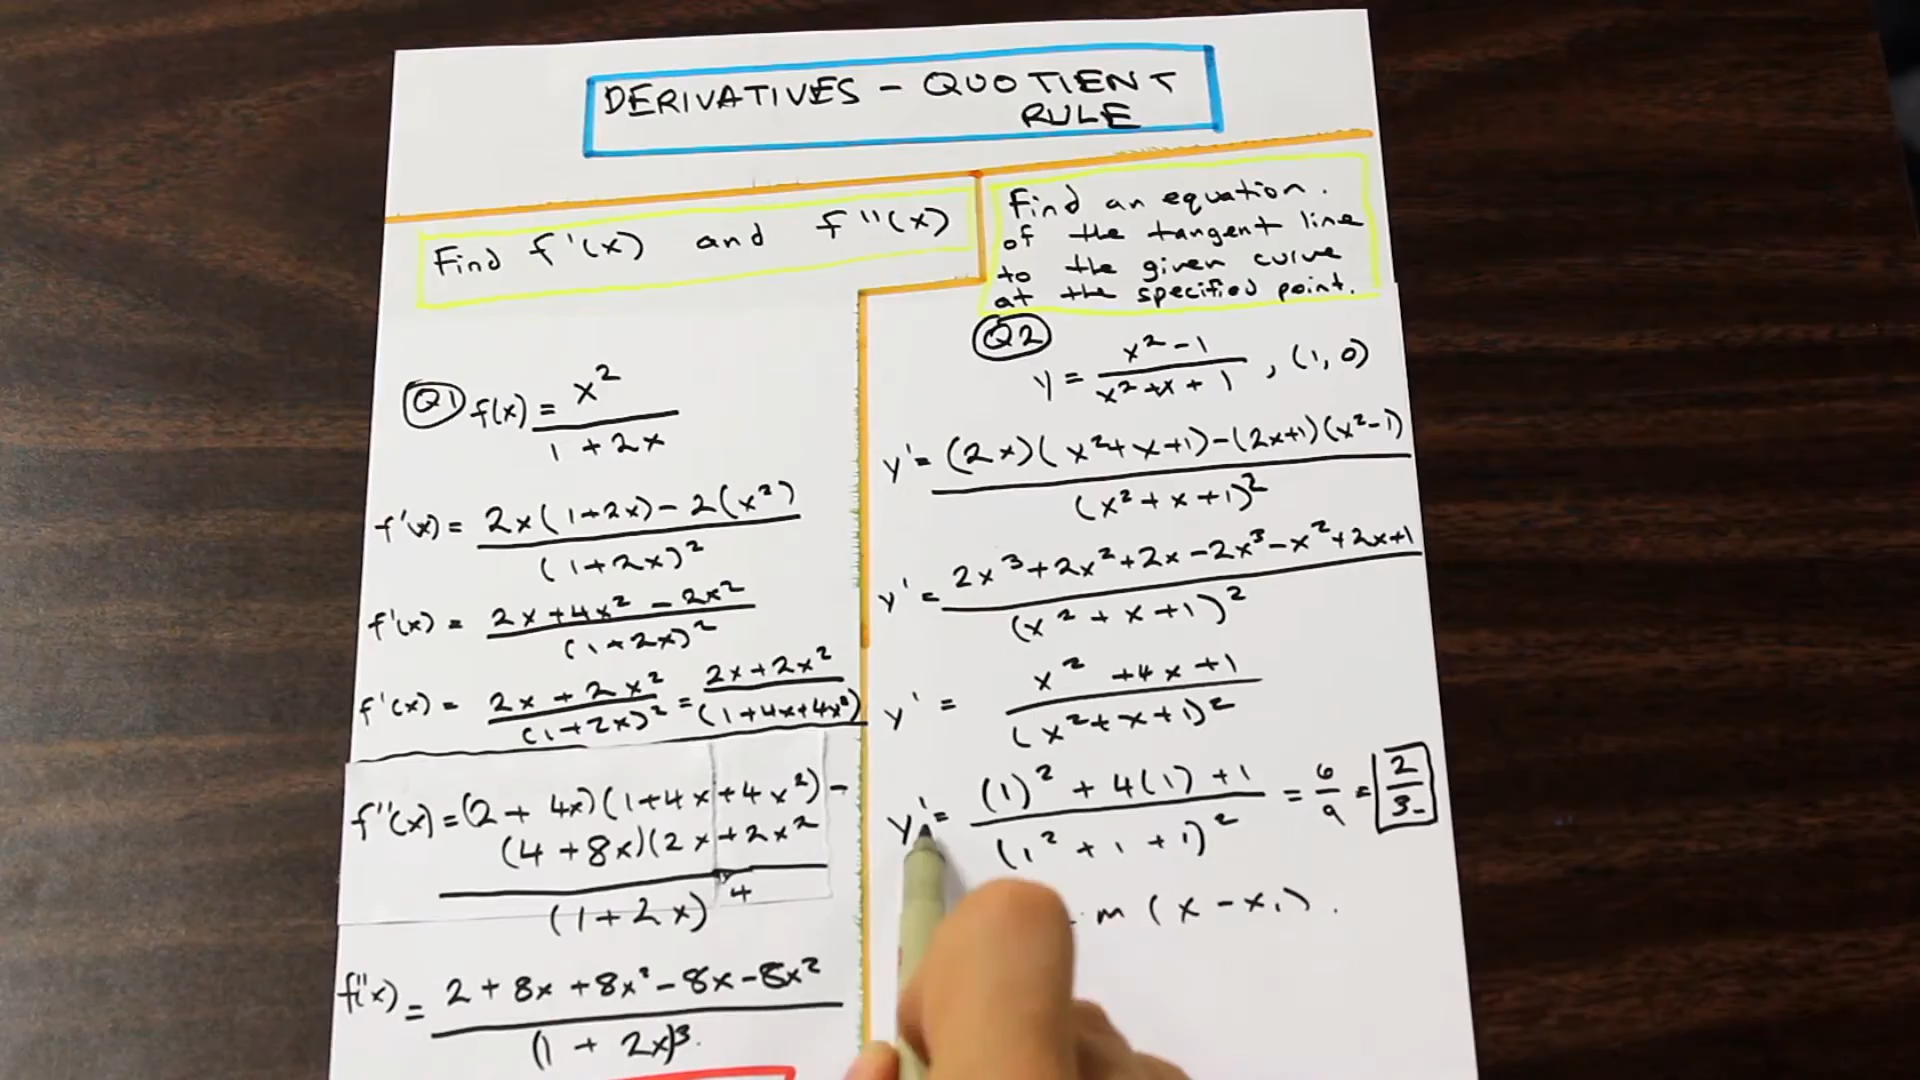 DERIVATIVES - QUOTIENT
RULE
Find f'(x) and f''(x)
Q1 f(x) = x² / 1 + 2x
f'(x) = 2x(1+2x) - 2(x²) / (1+2x)²
f'(x) = 2x+4x² - 2x² / (1+2x)²
f'(x) = 2x + 2x² / (1+2x)² = 2x+2x² / (1+4x+4x²)
f''(x) = (2 + 4x)(1+4x+4x²) -
(4 + 8x)(2x+2x²
(1+2x)⁴
f''(x) = 2 + 8x + 8x² - 8x - 8x² / (1 + 2x)³
Find an equation.
of the tangent line
to the given curve
at the specified point.
Q2
y = x² - 1 / x² + x + 1 , (1, 0)
y' = (2x)(x²+x+1) - (2x+1)(x²-1) / (x² + x + 1)²
y' = 2x³+2x²+2x-2x³-x²+2x+1 / (x² + x + 1)²
y' = x² + 4x + 1 / (x² + x + 1)²
y' = (1)² + 4(1) + 1 / (1² + 1 + 1)² = 6/9 = 2/3
m (x - x₁).